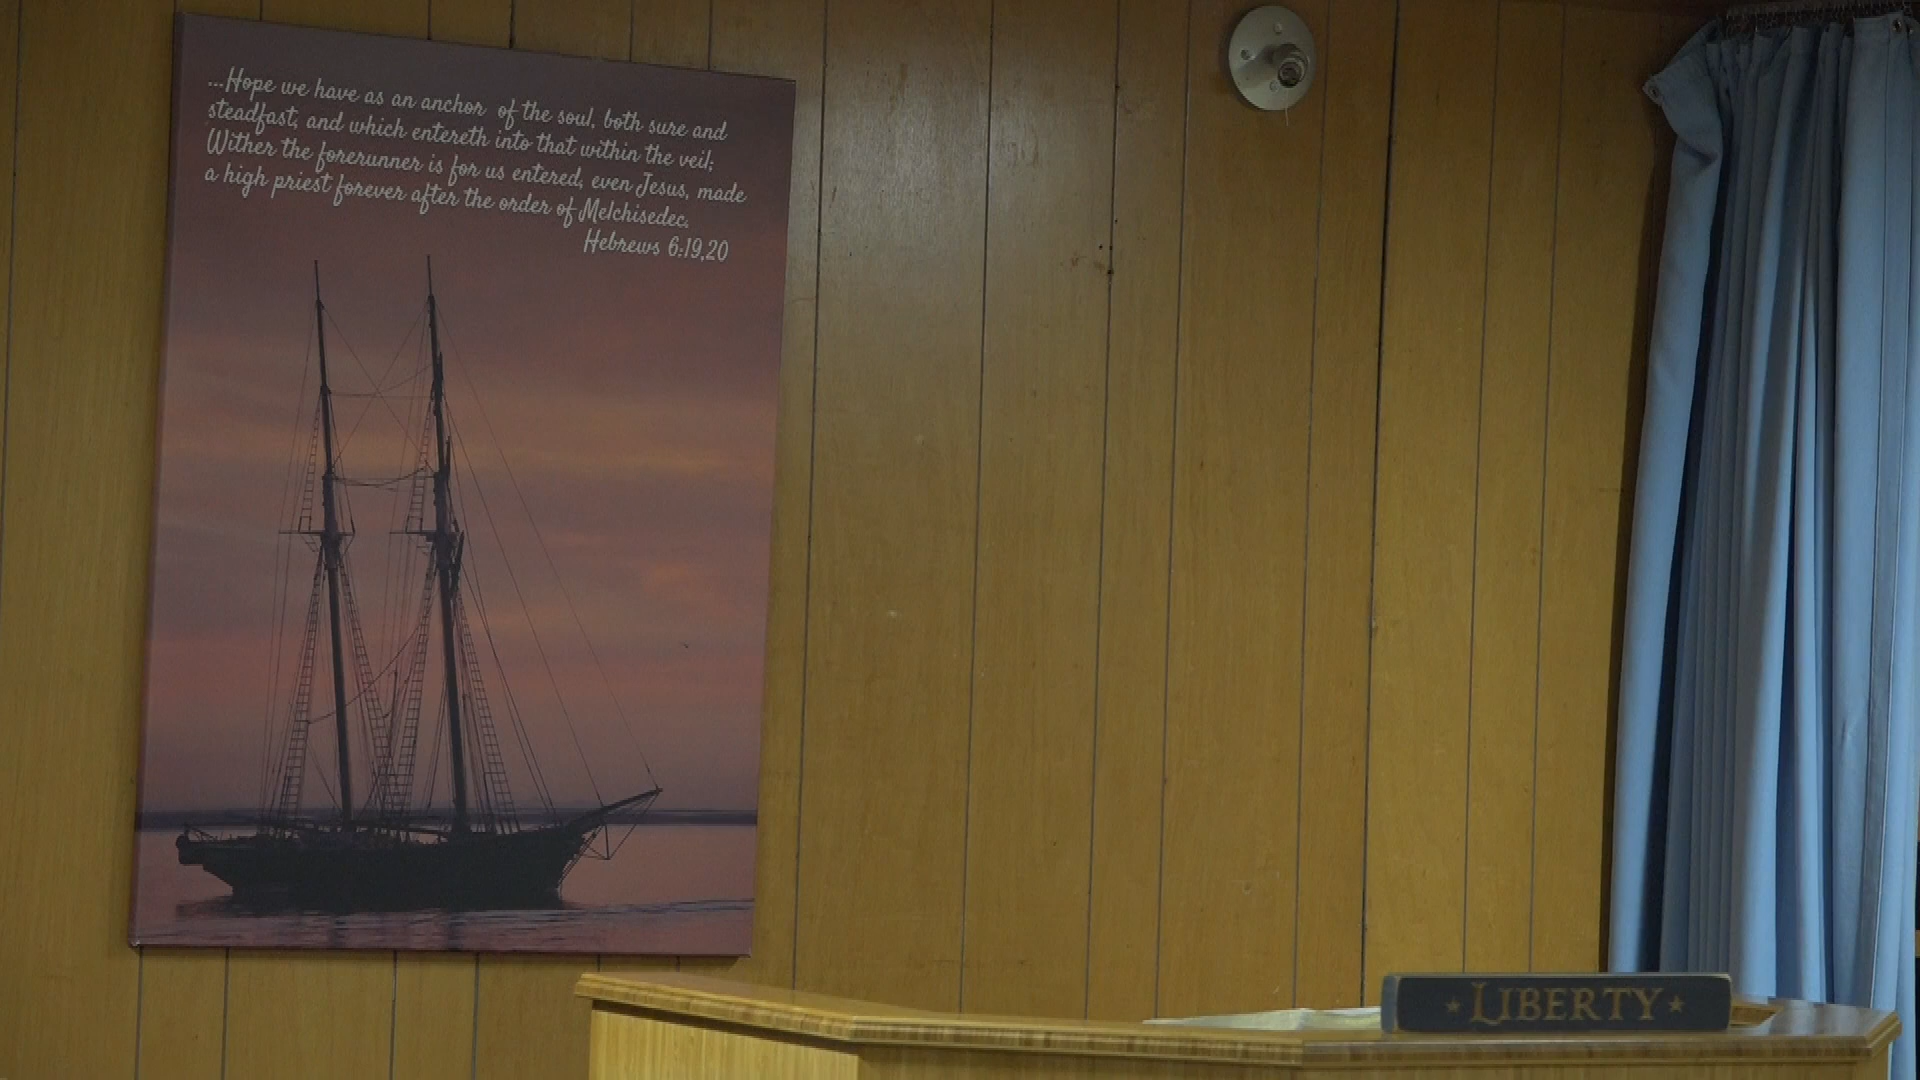 ...Hope we have as an anchor of the soul, both sure and
steadfast, and which entereth into that within the veil;
Wither the forerunner is for us entered, even Jesus, made
a high priest forever after the order of Melchisedec.
Hebrews 6:19,20
LIBERTY